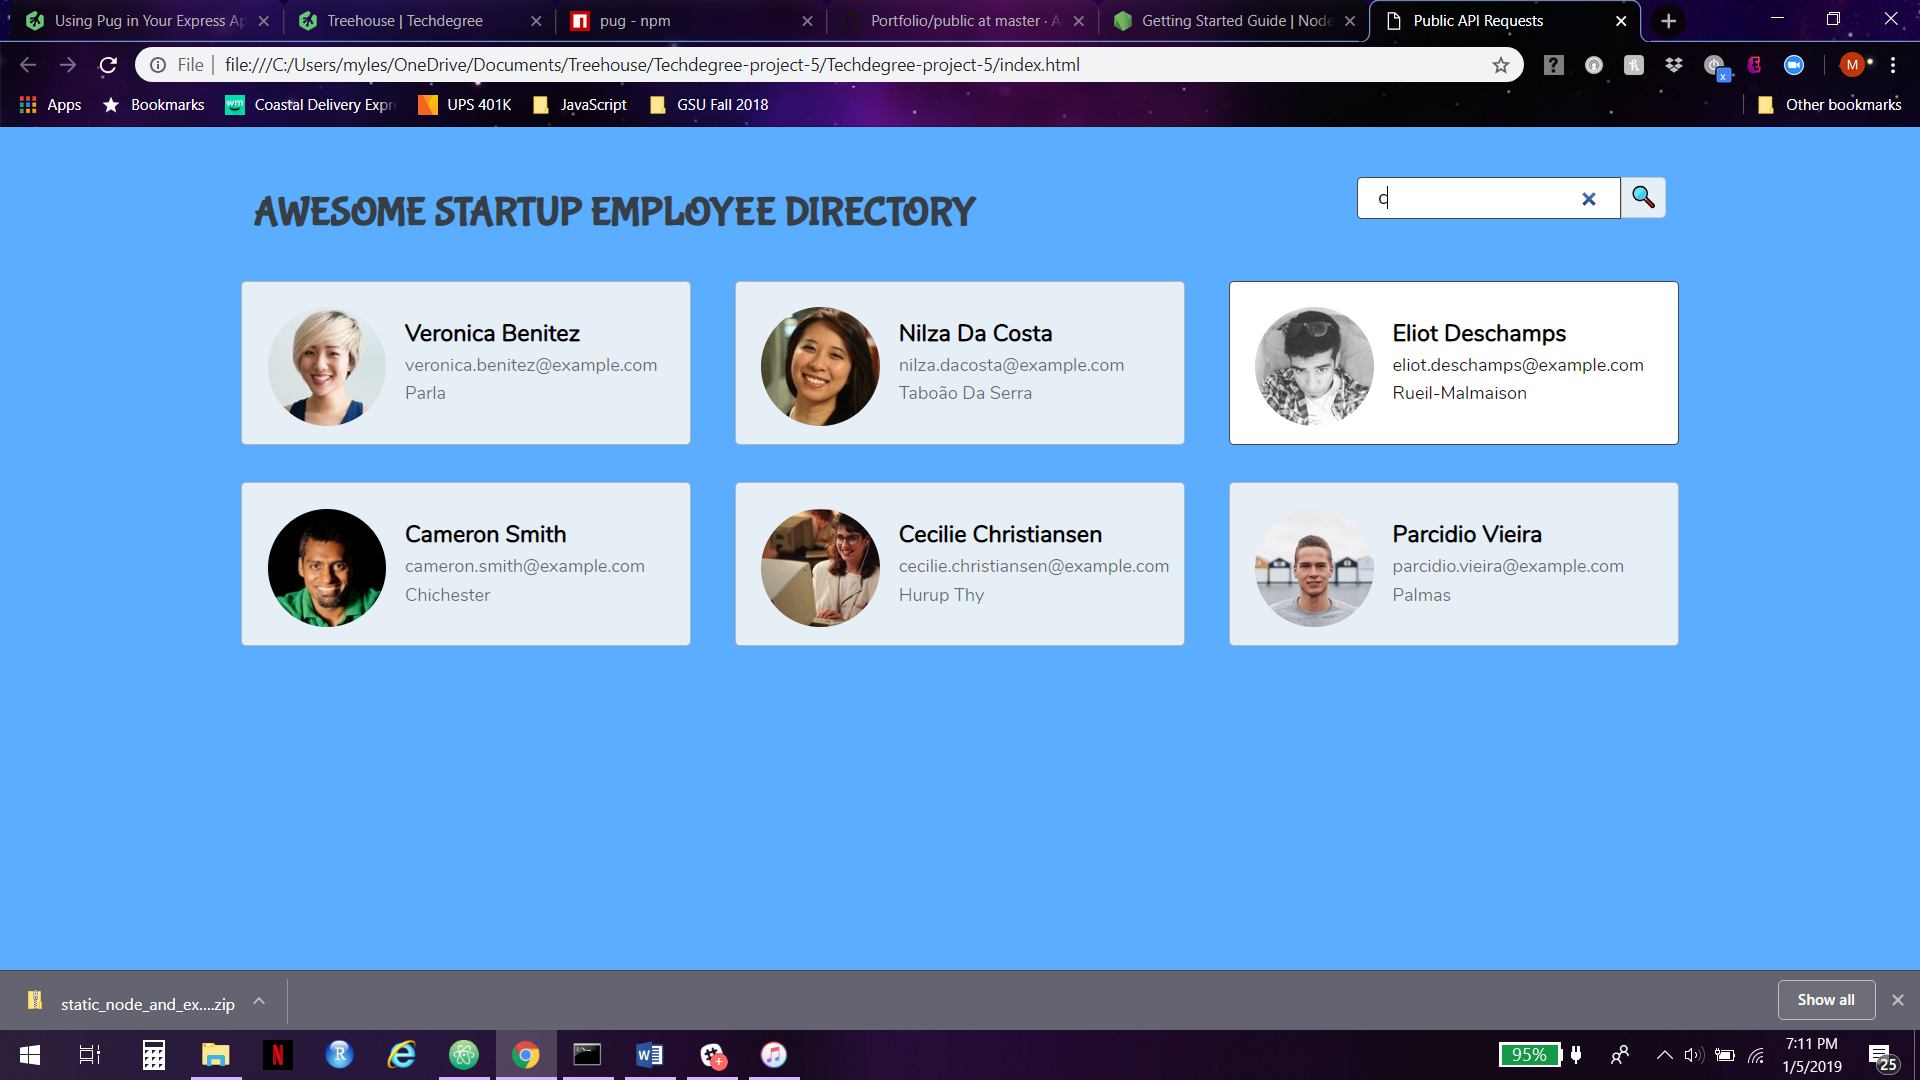 Using Pug in Your Express Ap
Treehouse | Techdegree
pug - npm
Portfolio/public at master · A
Getting Started Guide | Node
Public API Requests
File
file:///C:/Users/myles/OneDrive/Documents/Treehouse/Techdegree-project-5/Techdegree-project-5/index.html
M
Apps
Bookmarks
wm
Coastal Delivery Expr
UPS 401K
JavaScript
GSU Fall 2018
Other bookmarks
AWESOME STARTUP EMPLOYEE DIRECTORY
c
Veronica Benitez
veronica.benitez@example.com
Parla
Nilza Da Costa
nilza.dacosta@example.com
Taboão Da Serra
Eliot Deschamps
eliot.deschamps@example.com
Rueil-Malmaison
Cameron Smith
cameron.smith@example.com
Chichester
Cecilie Christiansen
cecilie.christiansen@example.com
Hurup Thy
Parcidio Vieira
parcidio.vieira@example.com
Palmas
static_node_and_ex....zip
Show all
95%
7:11 PM
1/5/2019
25